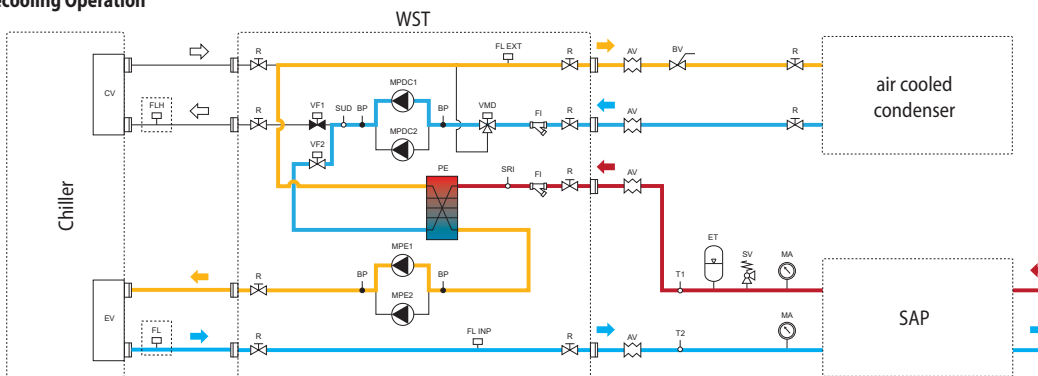 ecooling Operation
WST
R
FL EXT
R
AV
BV
R
CV
FLH
MPDC1
air cooled
condenser
R
VF1
SUD
BP
BP
VMD
FI
R
AV
R
MPDC2
VF2
PE
SRI
FI
R
AV
Chiller
ET
SV
MA
MPE1
R
BP
BP
T1
MPE2
SAP
EV
FL
R
FL INP
R
AV
T2
MA